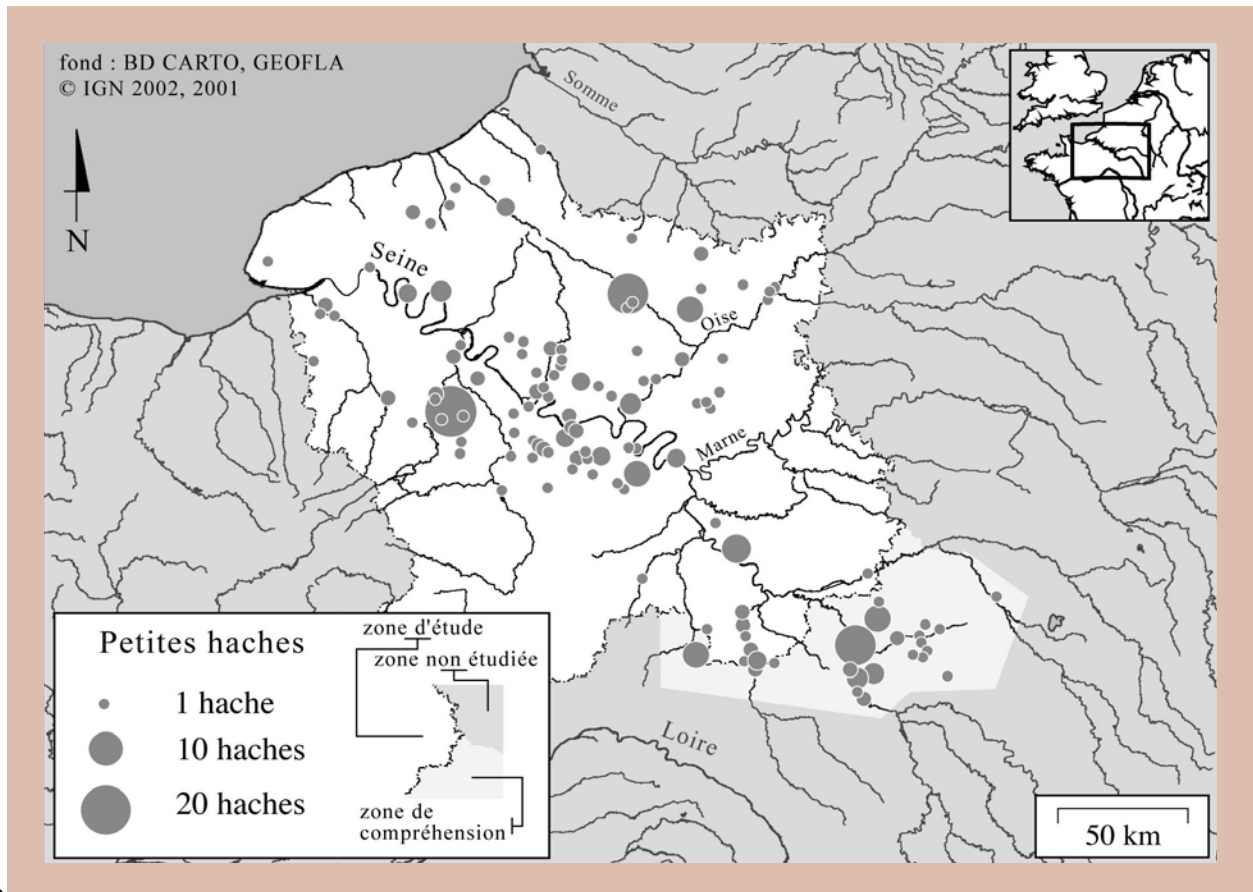 fond : BD CARTO, GEOFLA
© IGN 2002, 2001
Somme
N
Seine
Oise
Marne
Loire
Petites haches
1 hache
10 haches
20 haches
zone d'étude
zone non étudiée
zone de
compréhension
50 km